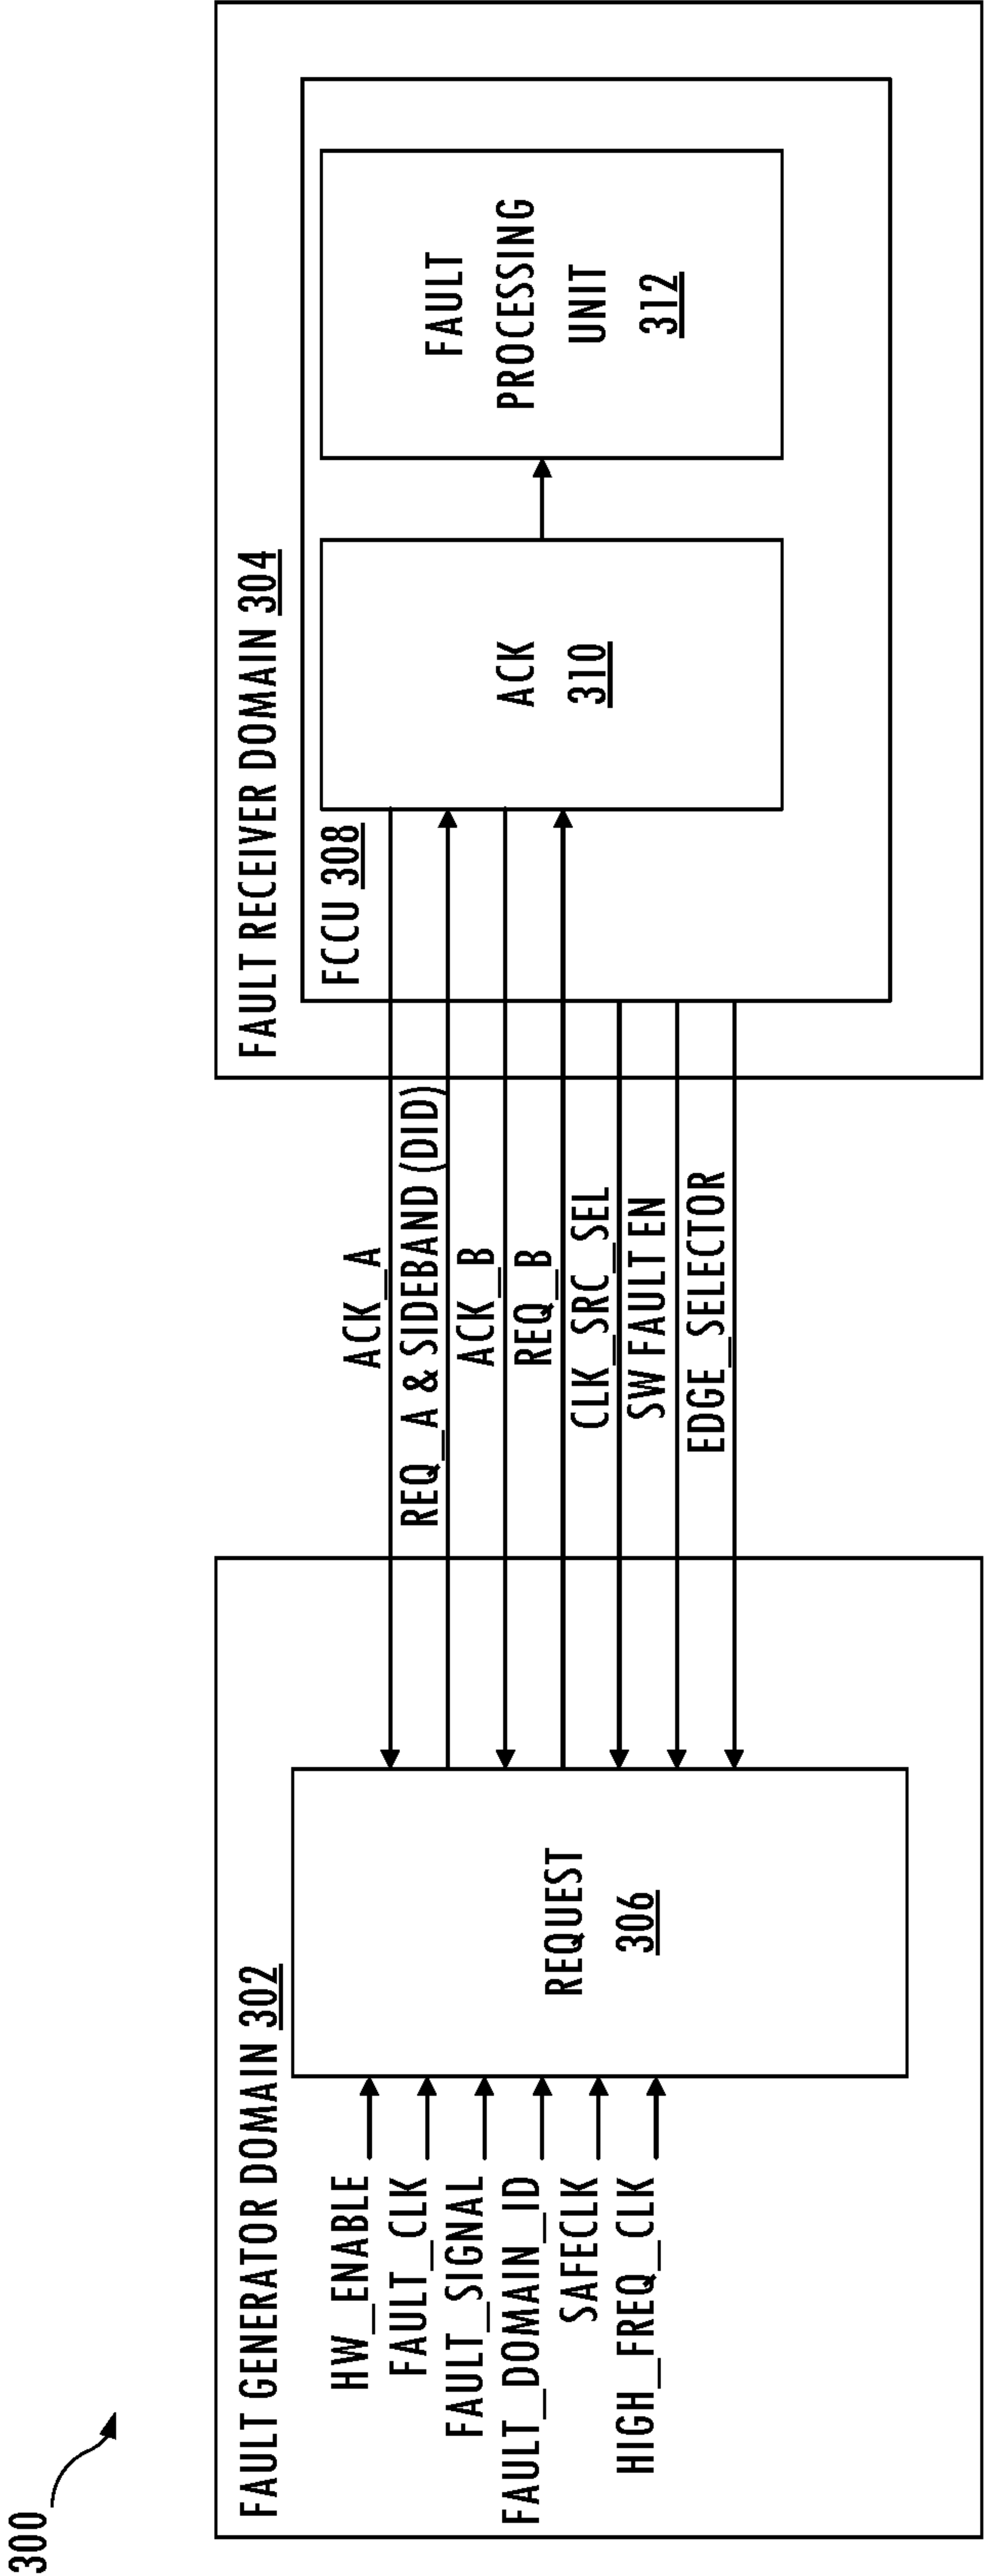 300
FAULT GENERATOR DOMAIN 302
HW_ENABLE
FAULT_CLK
FAULT_SIGNAL
FAULT_DOMAIN_ID
SAFECLK
HIGH_FREQ_CLK
REQUEST
306
ACK_A
REQ_A & SIDEBAND (DID)
ACK_B
REQ_B
CLK_SRC_SEL
SW FAULT EN
EDGE_SELECTOR
FAULT RECEIVER DOMAIN 304
FCCU 308
ACK
310
FAULT
PROCESSING
UNIT
312